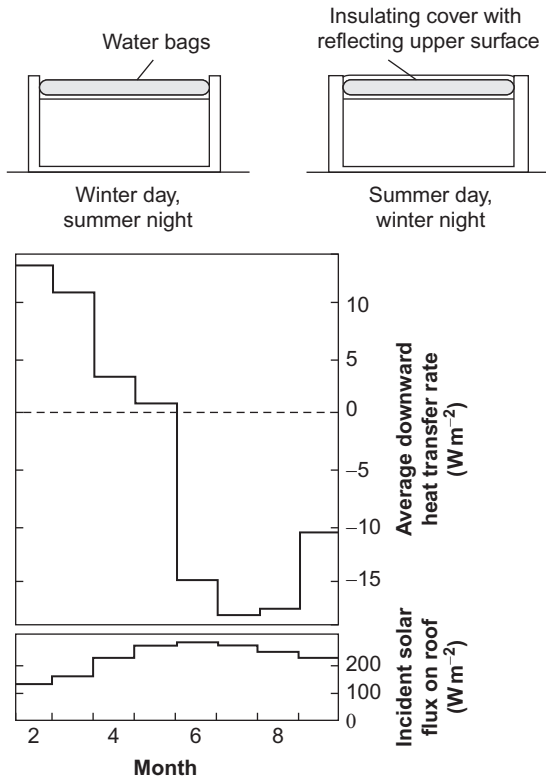 Water bags
Insulating cover with
reflecting upper surface
Winter day,
summer night
Summer day,
winter night
10
5
0
−5
−10
−15
Average downward
heat transfer rate
(W m−2)
200
100
0
Incident solar
flux on roof
(W m−2)
2 4 6 8
Month